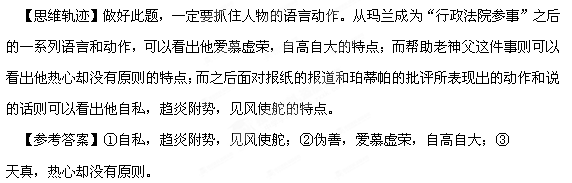 【思维轨迹】做好此题，一定要抓住人物的语言动作。从玛兰成为“行政法院参事”之后
的一系列语言和动作，可以看出他爱慕虚荣，自高自大的特点；而帮助老神父这件事则可以
看出他热心却没有原则的特点；而之后面对报纸的报道和珀蒂帕的批评所表现出的动作和说
的话则可以看出他自私，趋炎附势，见风使舵的特点。
【参考答案】①自私，趋炎附势，见风使舵；②伪善，爱慕虚荣，自高自大；③
天真，热心却没有原则。